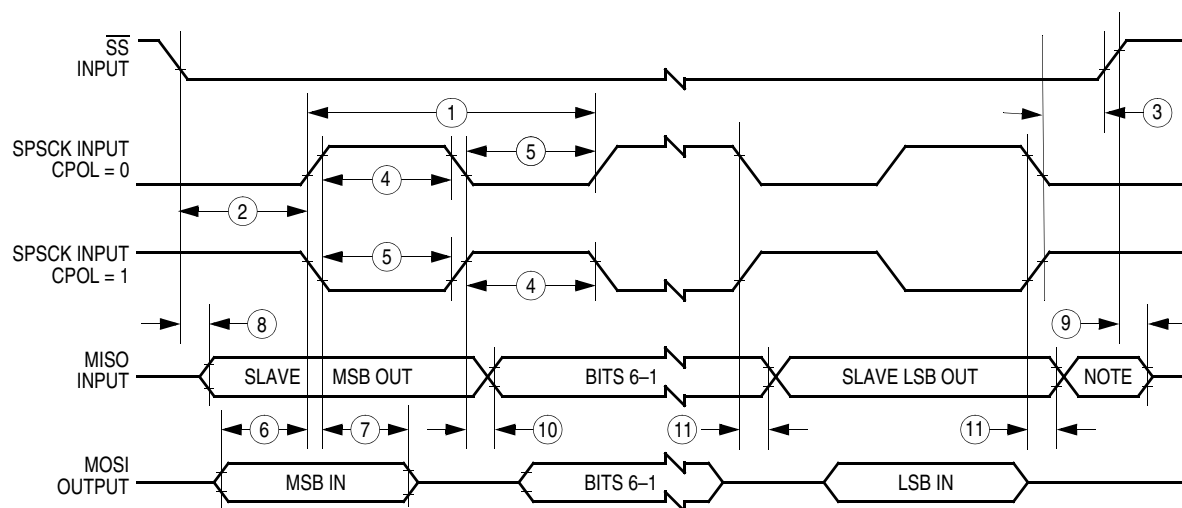 SS
INPUT
1
3
SPSCK INPUT
CPOL = 0
5
4
2
SPSCK INPUT
CPOL = 1
5
4
8
9
MISO
INPUT
SLAVE MSB OUT
BITS 6–1
SLAVE LSB OUT
NOTE
6
7
10
11
11
MOSI
OUTPUT
MSB IN
BITS 6–1
LSB IN